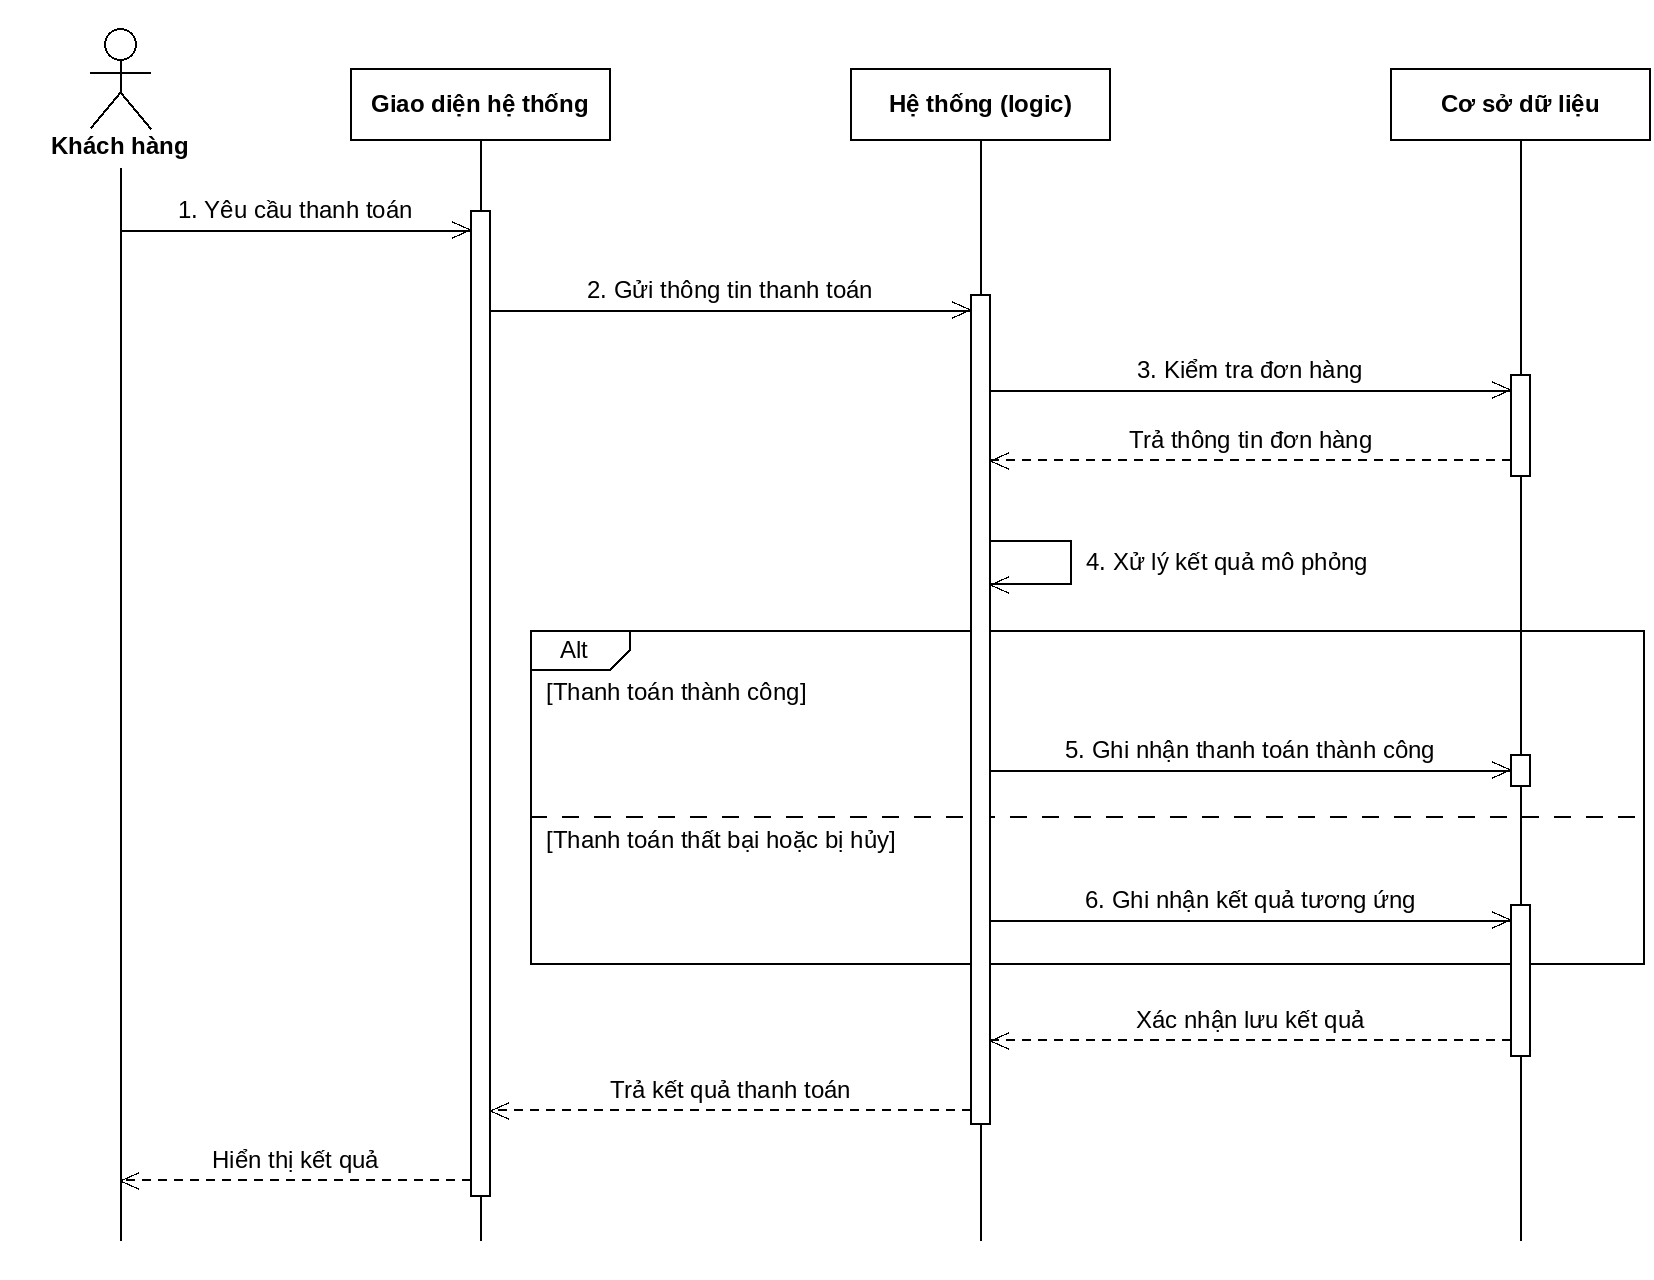 Khách hàng
Giao diện hệ thống
Hệ thống (logic)
Cơ sở dữ liệu
1. Yêu cầu thanh toán
2. Gửi thông tin thanh toán
3. Kiểm tra đơn hàng
Trả thông tin đơn hàng
4. Xử lý kết quả mô phỏng
Alt
[Thanh toán thành công]
5. Ghi nhận thanh toán thành công
[Thanh toán thất bại hoặc bị hủy]
6. Ghi nhận kết quả tương ứng
Xác nhận lưu kết quả
Trả kết quả thanh toán
Hiển thị kết quả